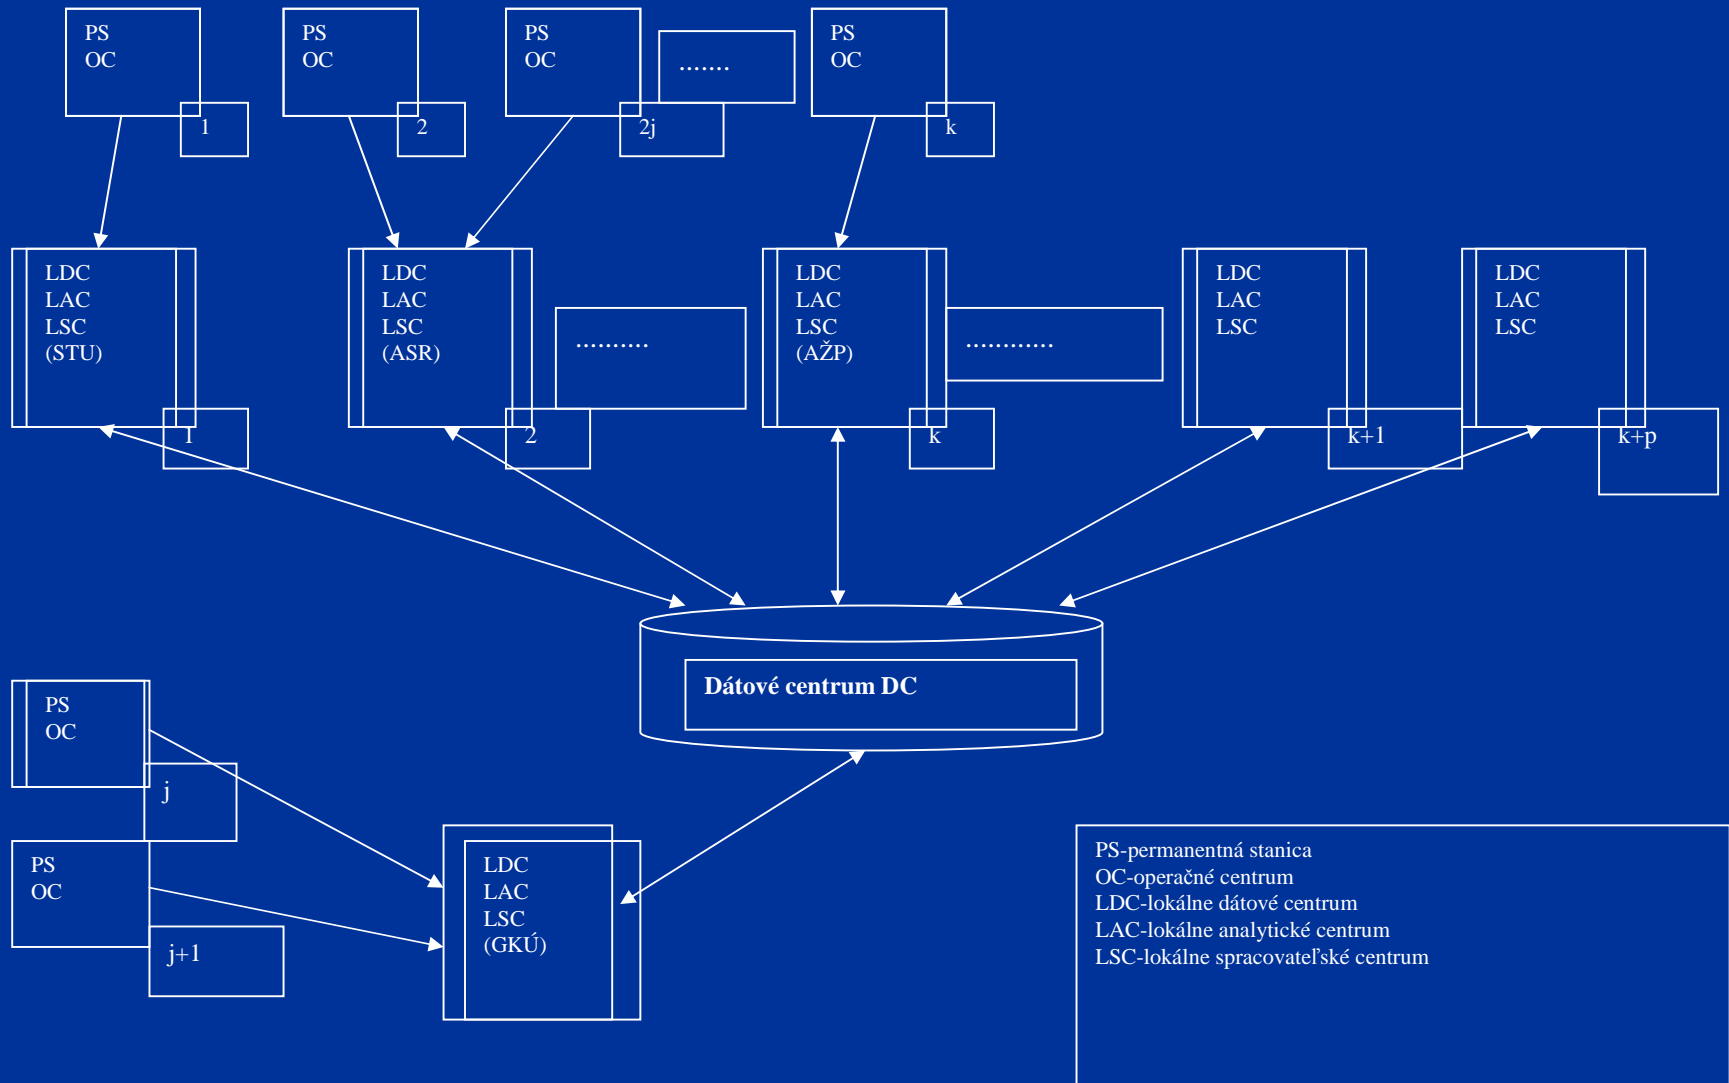 PS
OC
1
PS
OC
2
PS
OC
2j
.......
PS
OC
k
LDC
LAC
LSC
(STU)
1
LDC
LAC
LSC
(ASR)
2
..........
LDC
LAC
LSC
(AŽP)
k
............
LDC
LAC
LSC
k+1
LDC
LAC
LSC
k+p
Dátové centrum DC
PS
OC
j
PS
OC
j+1
LDC
LAC
LSC
(GKÚ)
PS-permanentná stanica
OC-operačné centrum
LDC-lokálne dátové centrum
LAC-lokálne analytické centrum
LSC-lokálne spracovateľské centrum